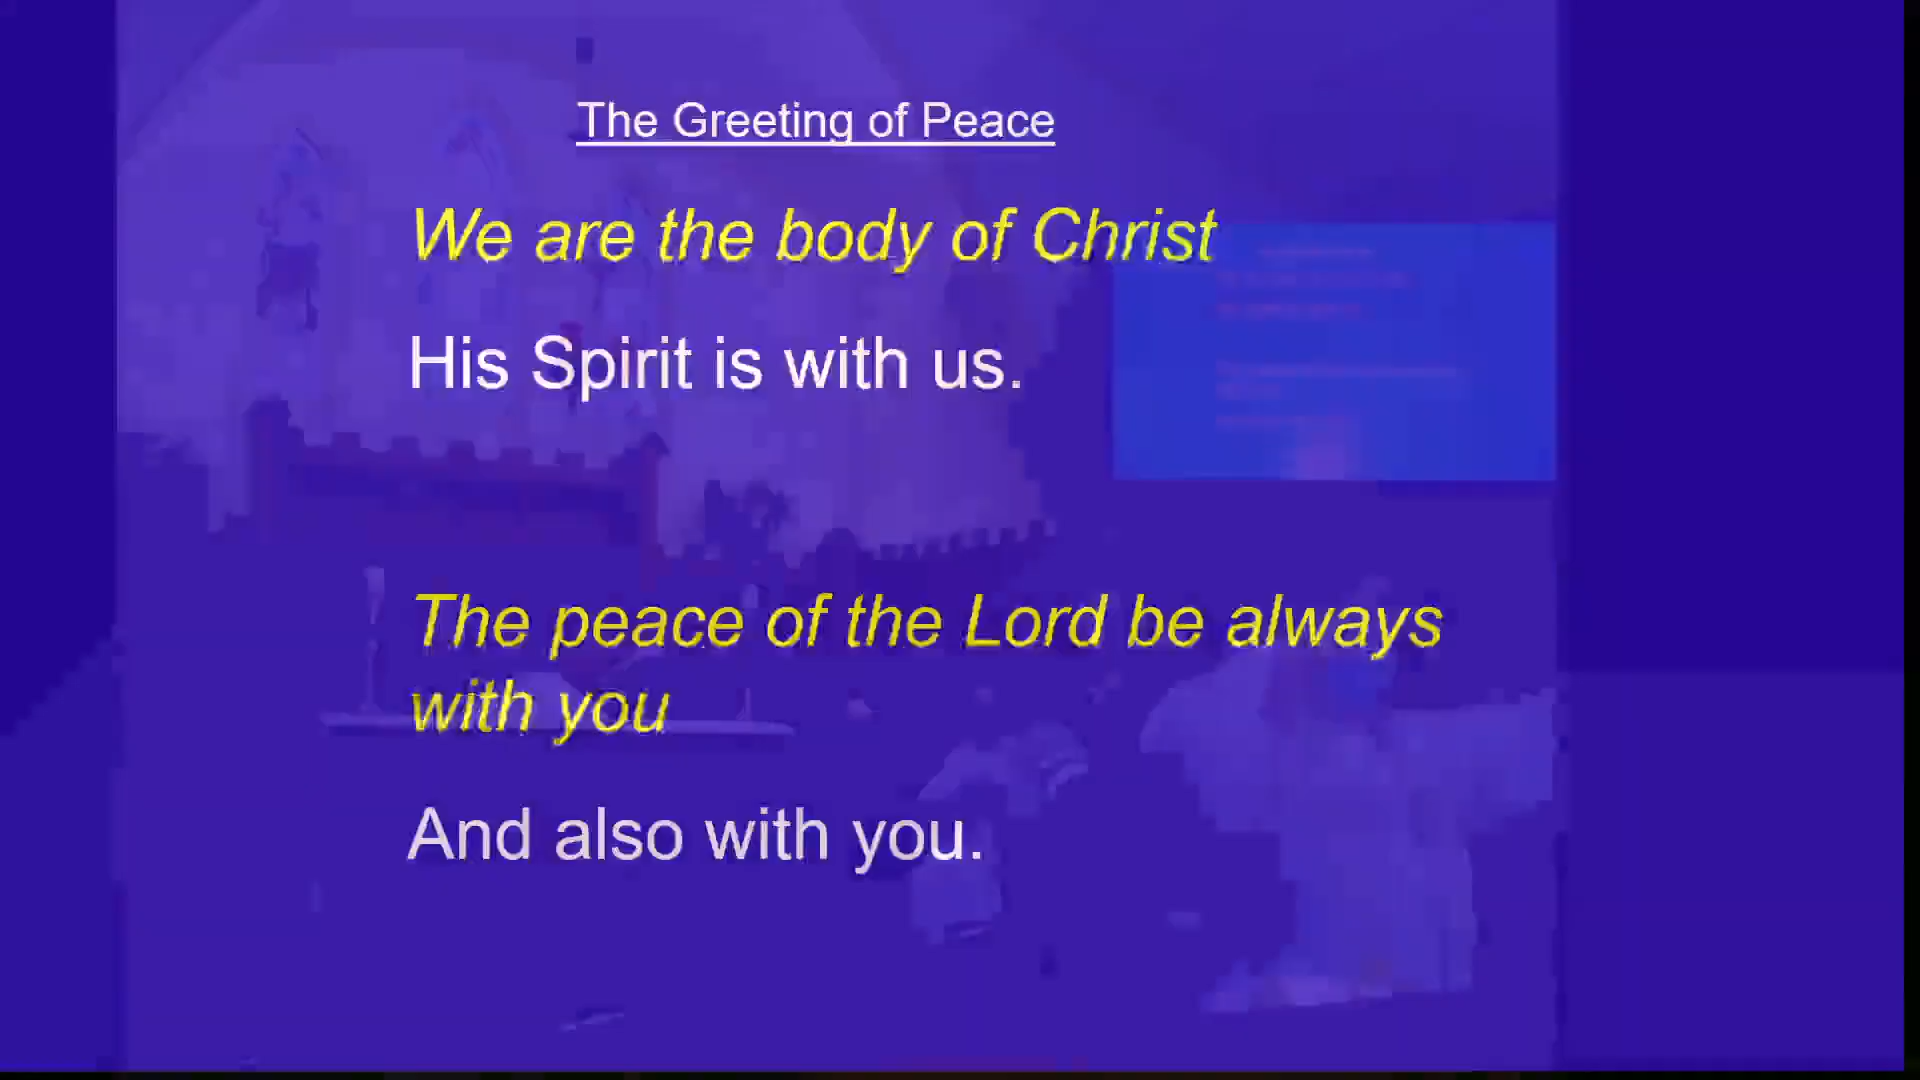 The Greeting of Peace
We are the body of Christ
His Spirit is with us.
The peace of the Lord be always
with you
And also with you.